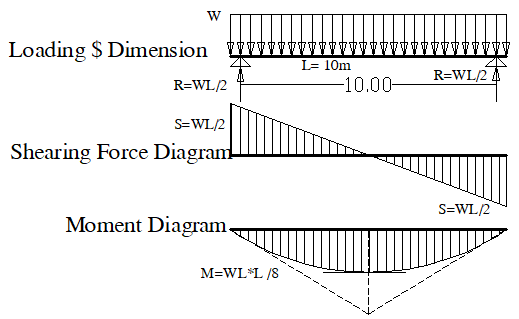 W
Loading $ Dimension
L= 10m
R=WL/2
R=WL/2
10.00
S=WL/2
Shearing Force Diagram
S=WL/2
Moment Diagram
M=WL*L /8